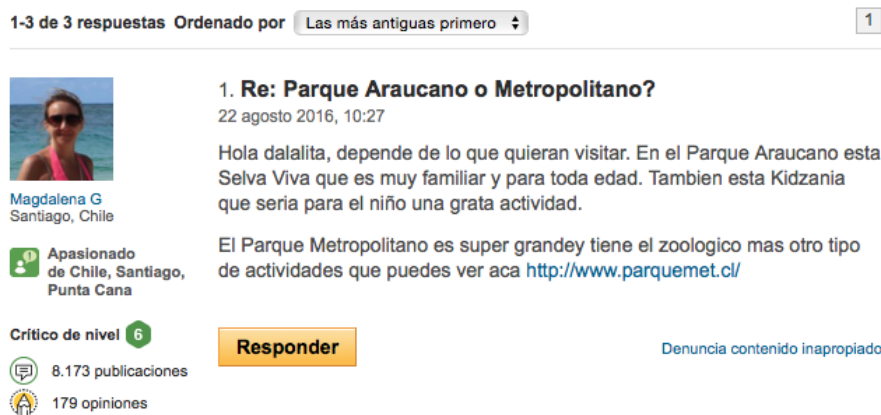 1-3 de 3 respuestas Ordenado por Las más antiguas primero 1
1. Re: Parque Araucano o Metropolitano?
22 agosto 2016, 10:27
Hola dalalita, depende de lo que quieran visitar. En el Parque Araucano esta
Selva Viva que es muy familiar y para toda edad. Tambien esta Kidzania
que seria para el niño una grata actividad.
El Parque Metropolitano es super grandey tiene el zoologico mas otro tipo
de actividades que puedes ver aca http://www.parquemet.cl/
Magdalena G
Santiago, Chile
Apasionado
de Chile, Santiago,
Punta Cana
Crítico de nivel 6
8.173 publicaciones
179 opiniones
Responder
Denuncia contenido inapropiado